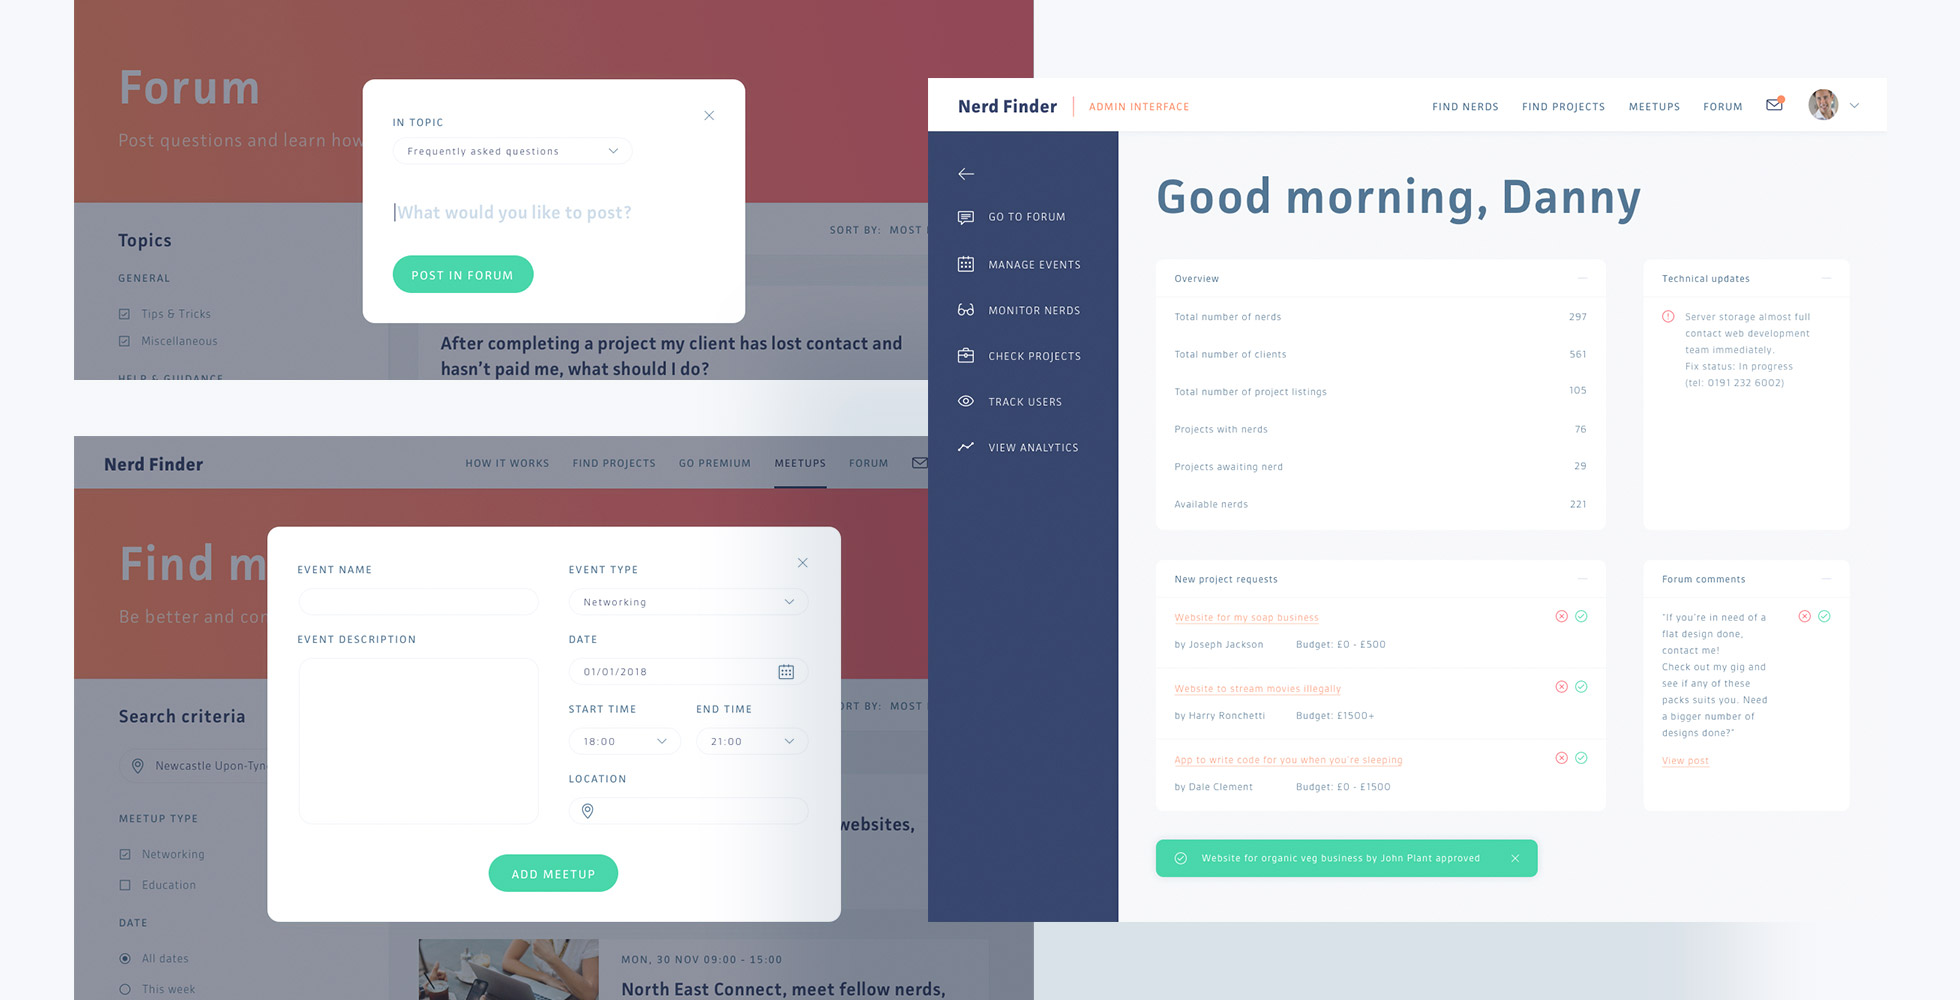 Forum
Post questions and learn how
Topics
GENERAL
Tips & Tricks
Miscellaneous
HELP & GUIDANCE
IN TOPIC
Frequently asked questions
What would you like to post?
POST IN FORUM
SORT BY: MOST
After completing a project my client has lost contact and
hasn't paid me, what should I do?
Nerd Finder
HOW IT WORKS
FIND PROJECTS
GO PREMIUM
MEETUPS
FORUM
Find m
Be better and con
Search criteria
Newcastle Upon-Tyn
MEETUP TYPE
Networking
Education
DATE
All dates
This week
EVENT NAME
EVENT DESCRIPTION
EVENT TYPE
Networking
DATE
01/01/2018
START TIME
END TIME
18:00
21:00
LOCATION
ADD MEETUP
SORT BY: MOST
websites,
MON, 30 NOV 09:00 - 15:00
North East Connect, meet fellow nerds,
Nerd Finder
ADMIN INTERFACE
FIND NERDS
FIND PROJECTS
MEETUPS
FORUM
GO TO FORUM
MANAGE EVENTS
MONITOR NERDS
CHECK PROJECTS
TRACK USERS
VIEW ANALYTICS
Good morning, Danny
Overview
Total number of nerds 297
Total number of clients 561
Total number of project listings 105
Projects with nerds 76
Projects awaiting nerd 29
Available nerds 221
Technical updates
Server storage almost full
contact web development
team immediately.
Fix status: In progress
(tel: 0191 232 6002)
New project requests
Website for my soap business
by Joseph Jackson Budget: £0 - £500
Website to stream movies illegally
by Harry Ronchetti Budget: £1500+
App to write code for you when you're sleeping
by Dale Clement Budget: £0 - £1500
Forum comments
"If you're in need of a
flat design done,
contact me!
Check out my gig and
see if any of these
packs suits you. Need
a bigger number of
designs done?"
View post
Website for organic veg business by John Plant approved